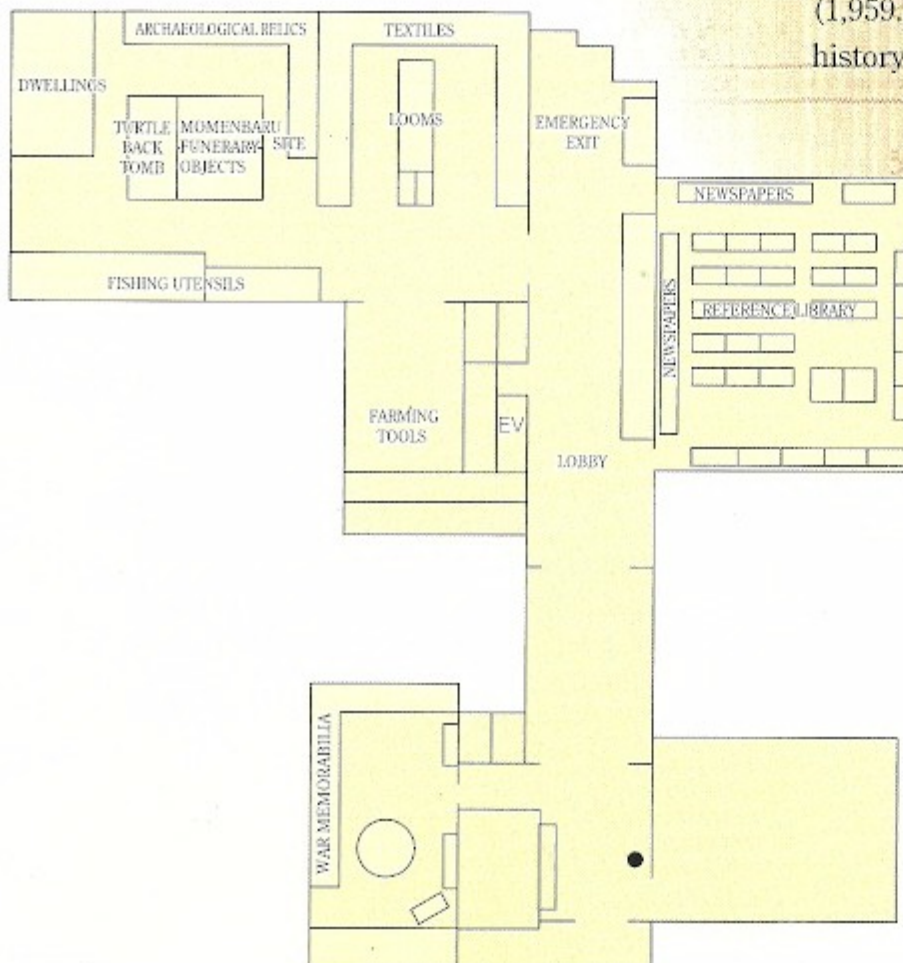 (1,959.
history
ARCHAEOLOGICAL RELICS
TEXTILES
DWELLINGS
TURTLE
BACK
TOMB
MOMENBARU
FUNERARY
OBJECTS
SITE
LOOMS
EMERGENCY
EXIT
NEWSPAPERS
NEWSPAPERS
REFERENCE LIBRARY
FISHING UTENSILS
FARMING
TOOLS
EV
LOBBY
WAR MEMORABILIA